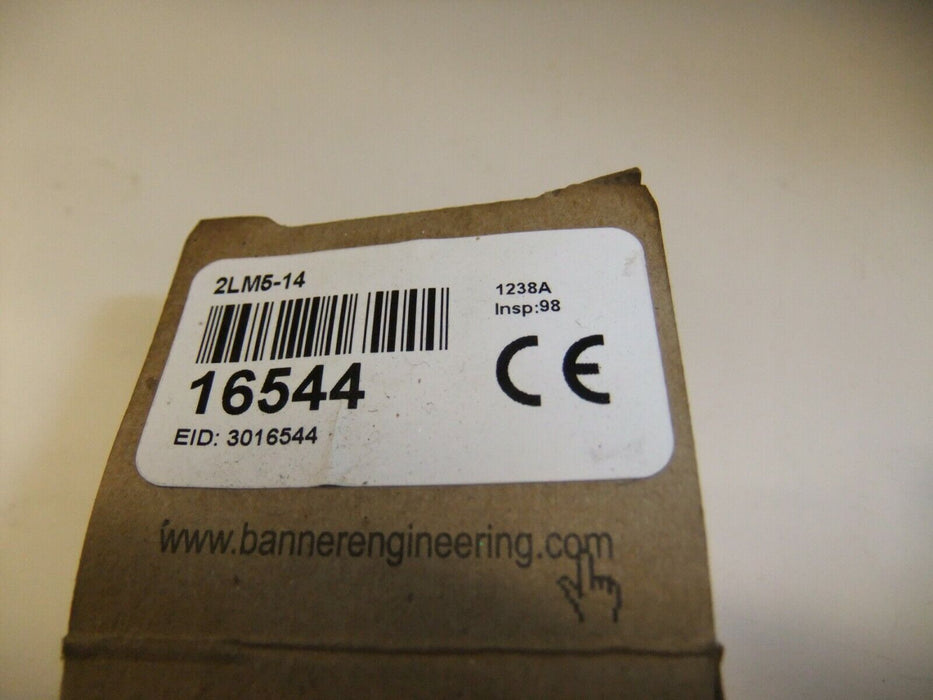 2LM5-14
16544
EID: 3016544
1238A
Insp:98
CE
www.bannerengineering.com